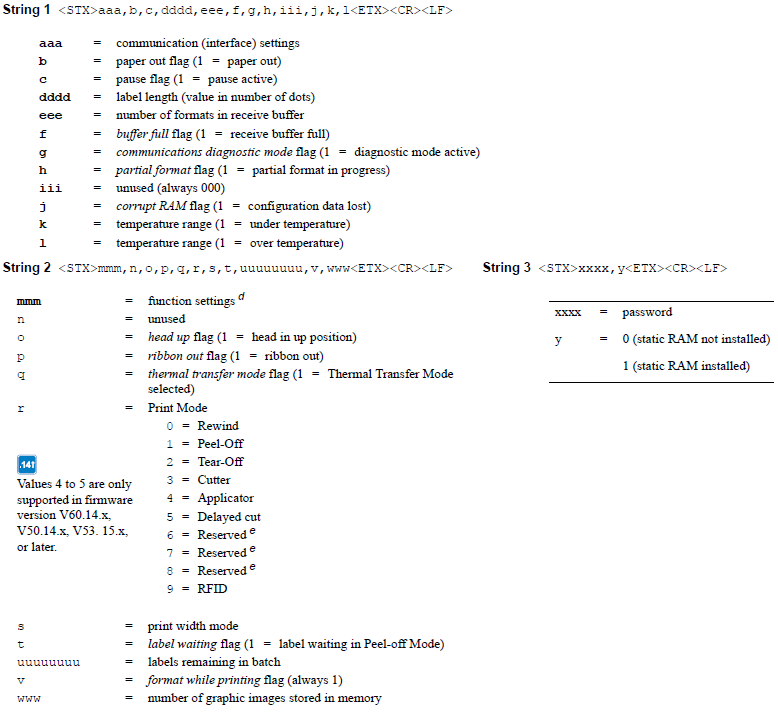 String 1 <STX>aaa,b,c,dddd,eee,f,g,h,iii,j,k,l<ETX><CR><LF>
aaa = communication (interface) settings
b = paper out flag (1 = paper out)
c = pause flag (1 = pause active)
dddd = label length (value in number of dots)
eee = number of formats in receive buffer
f = buffer full flag (1 = receive buffer full)
g = communications diagnostic mode flag (1 = diagnostic mode active)
h = partial format flag (1 = partial format in progress)
iii = unused (always 000)
j = corrupt RAM flag (1 = configuration data lost)
k = temperature range (1 = under temperature)
l = temperature range (1 = over temperature)
String 2 <STX>mmm,n,o,p,q,r,s,t,uuuuuuuu,v,www<ETX><CR><LF>
mmm = function settings d
n = unused
o = head up flag (1 = head in up position)
p = ribbon out flag (1 = ribbon out)
q = thermal transfer mode flag (1 = Thermal Transfer Mode
selected)
r = Print Mode
0 = Rewind
1 = Peel-Off
2 = Tear-Off
3 = Cutter
4 = Applicator
5 = Delayed cut
6 = Reserved e
7 = Reserved e
8 = Reserved e
9 = RFID
.14†
Values 4 to 5 are only
supported in firmware
version V60.14.x,
V50.14.x, V53. 15.x,
or later.
s = print width mode
t = label waiting flag (1 = label waiting in Peel-off Mode)
uuuuuuuu = labels remaining in batch
v = format while printing flag (always 1)
www = number of graphic images stored in memory
String 3 <STX>xxxx,y<ETX><CR><LF>
xxxx = password
y = 0 (static RAM not installed)
1 (static RAM installed)